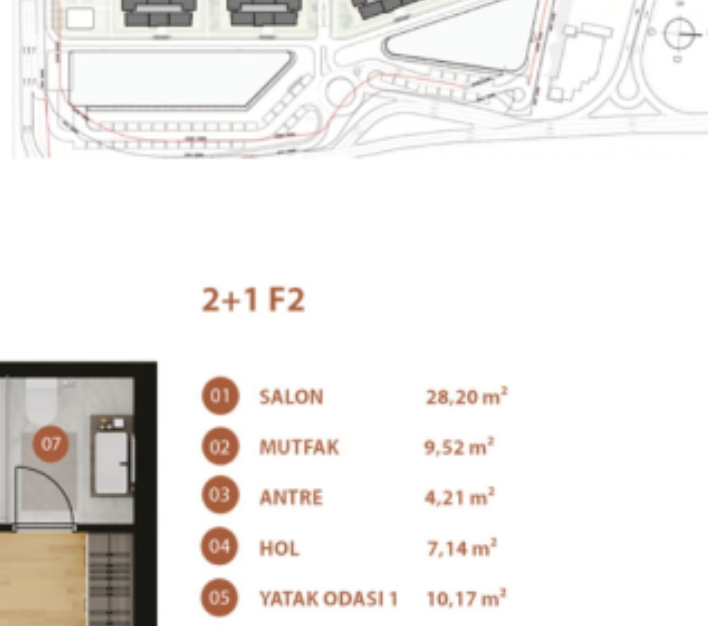 2+1 F2
01 SALON 28,20 m²
02 MUTFAK 9,52 m²
03 ANTRE 4,21 m²
04 HOL 7,14 m²
05 YATAK ODASI 1 10,17 m²
07